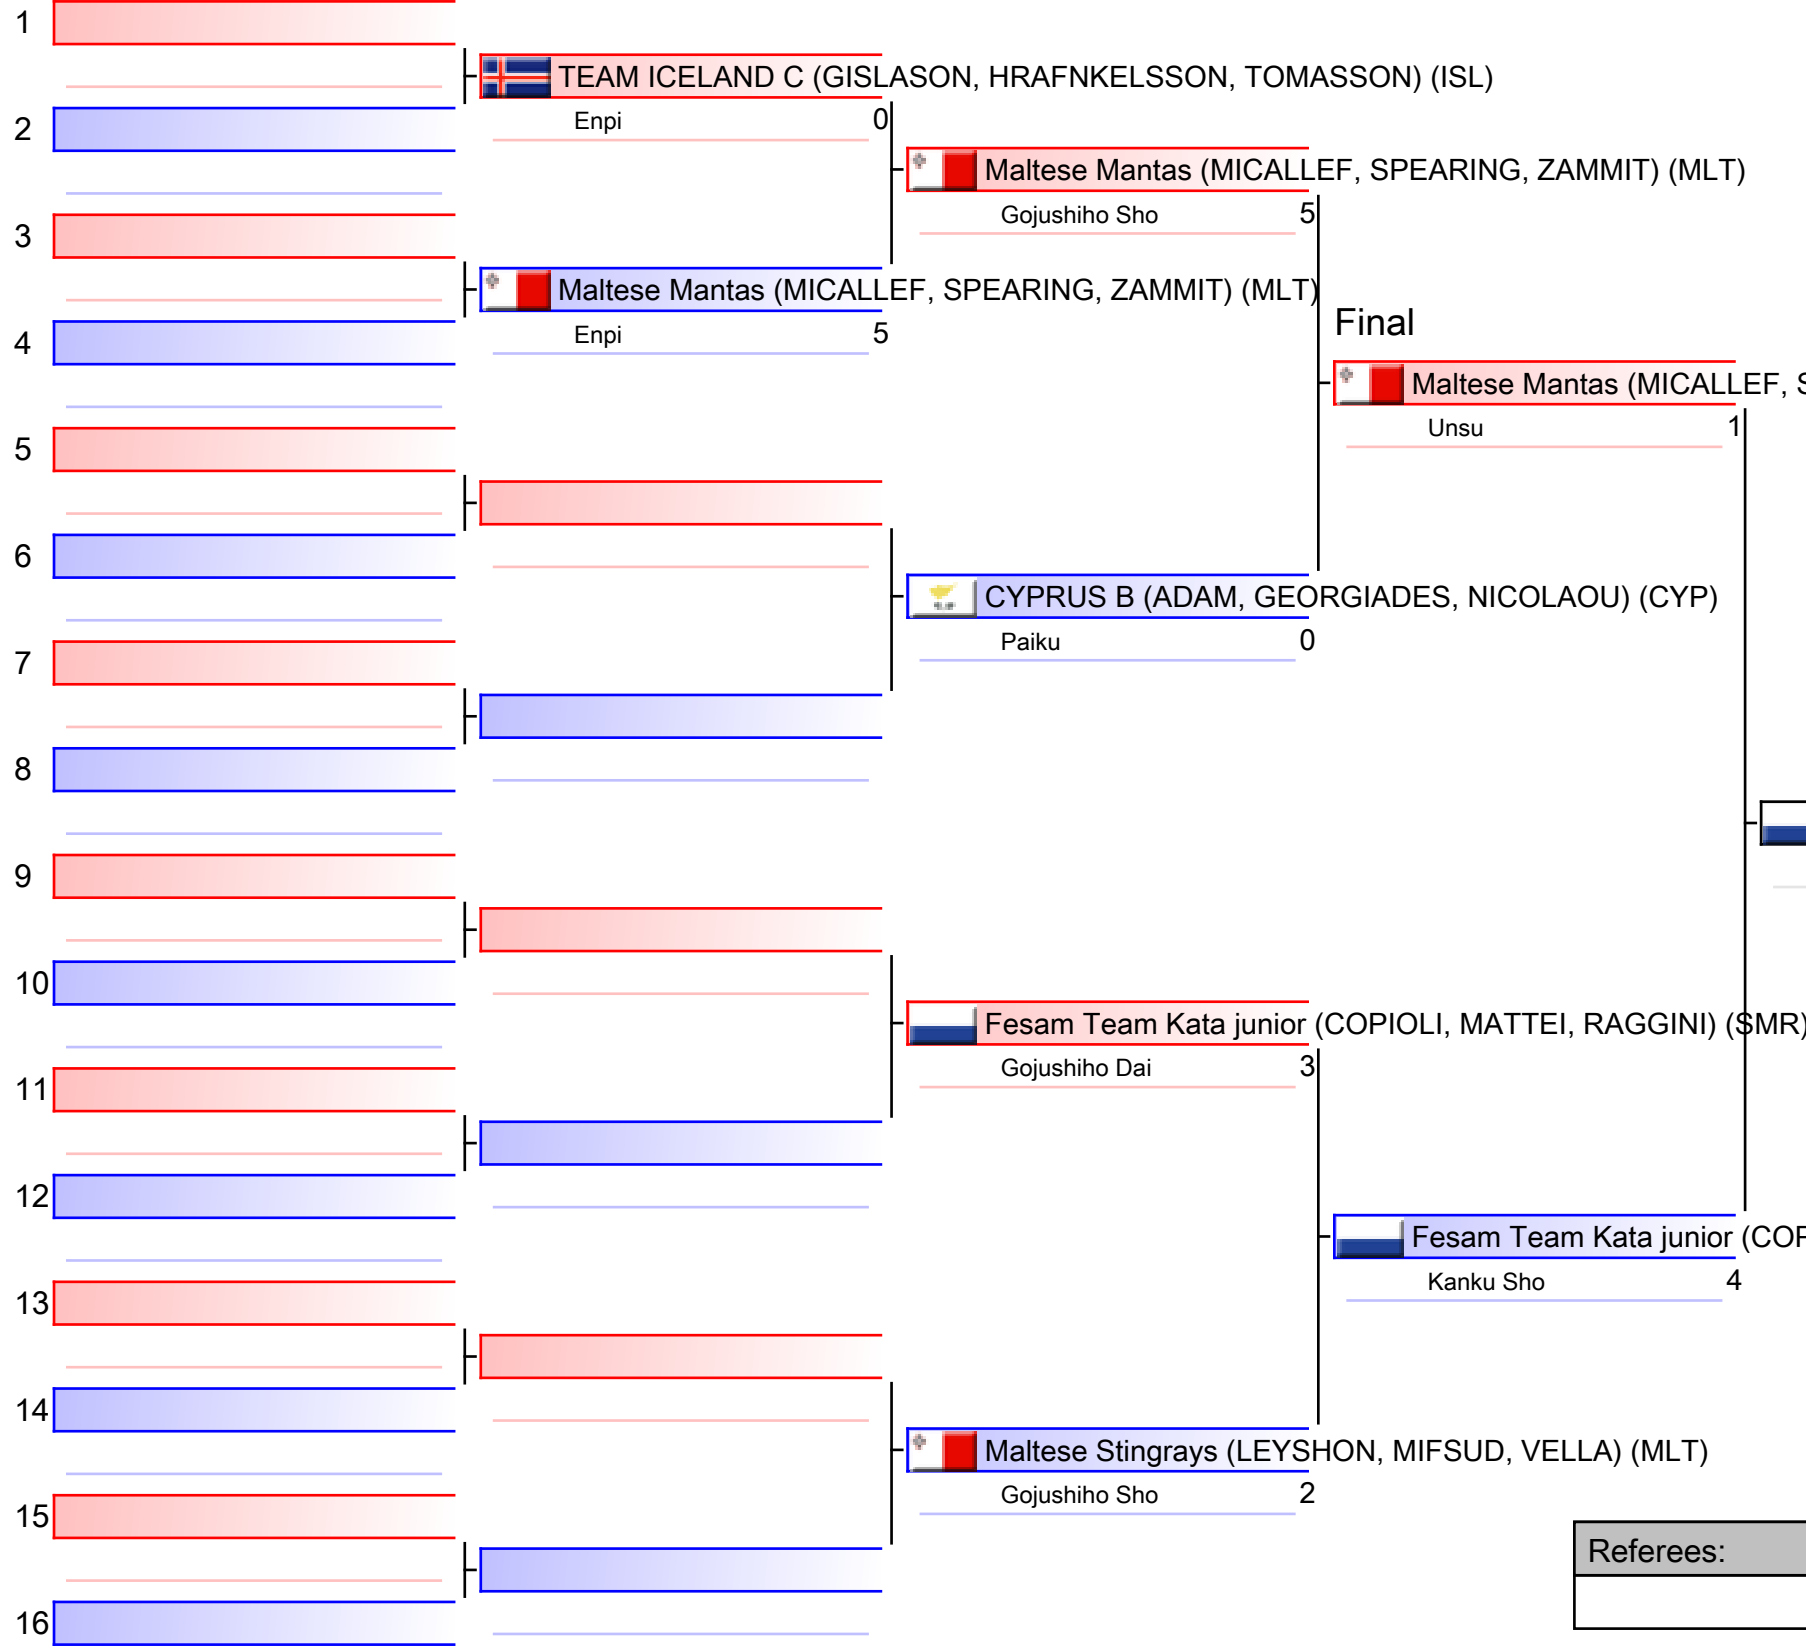 1
TEAM ICELAND C (GISLASON, HRAFNKELSSON, TOMASSON) (ISL)
Enpi 0
2
Maltese Mantas (MICALLEF, SPEARING, ZAMMIT) (MLT)
Gojushiho Sho 5
3
Maltese Mantas (MICALLEF, SPEARING, ZAMMIT) (MLT)
Enpi 5
4
Final
Maltese Mantas (MICALLEF, S
Unsu 1
5
6
CYPRUS B (ADAM, GEORGIADES, NICOLAOU) (CYP)
Paiku 0
7
8
9
10
Fesam Team Kata junior (COPIOLI, MATTEI, RAGGINI) (SMR)
Gojushiho Dai 3
11
12
Fesam Team Kata junior (COP
Kanku Sho 4
13
14
Maltese Stingrays (LEYSHON, MIFSUD, VELLA) (MLT)
Gojushiho Sho 2
15
Referees:
16